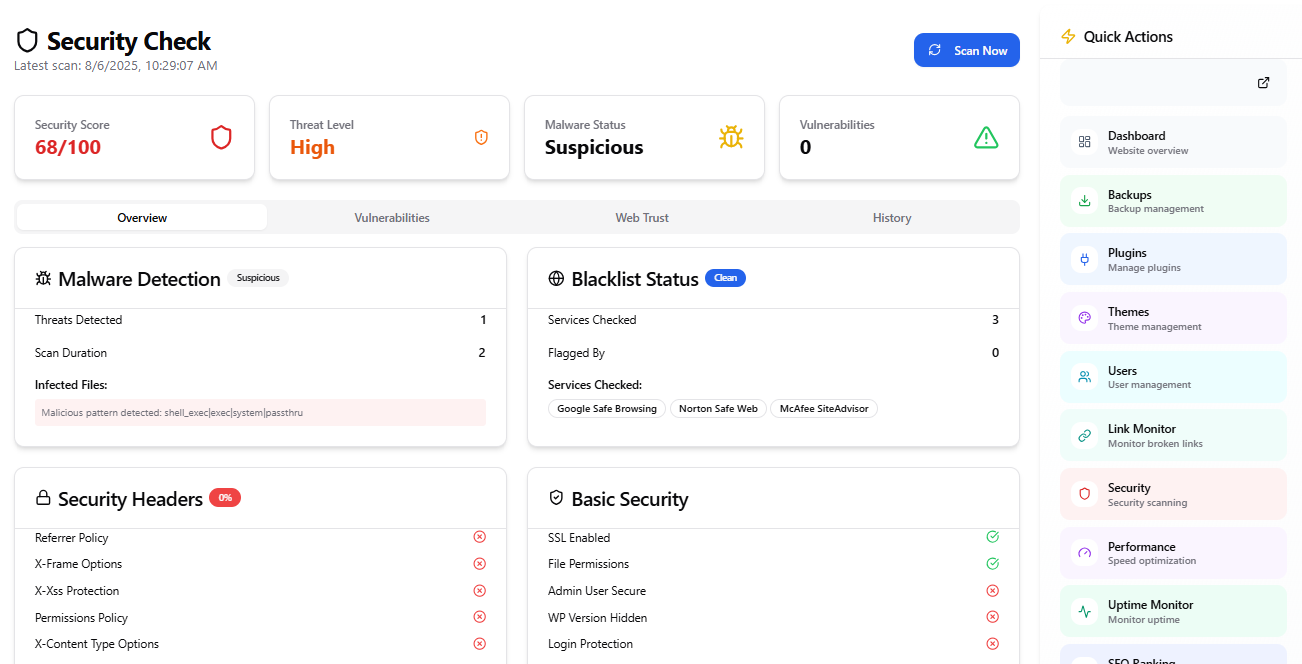 Security Check
Latest scan: 8/6/2025, 10:29:07 AM
Scan Now
Security Score
68/100
Threat Level
High
Malware Status
Suspicious
Vulnerabilities
0
Overview
Vulnerabilities
Web Trust
History
Malware Detection
Suspicious
Threats Detected
1
Scan Duration
2
Infected Files:
Malicious pattern detected: shell_exec|exec|system|passthru
Blacklist Status
Clean
Services Checked
3
Flagged By
0
Services Checked:
Google Safe Browsing
Norton Safe Web
McAfee SiteAdvisor
Security Headers
0%
Referrer Policy
X-Frame Options
X-Xss Protection
Permissions Policy
X-Content Type Options
Basic Security
SSL Enabled
File Permissions
Admin User Secure
WP Version Hidden
Login Protection
Quick Actions
Dashboard
Website overview
Backups
Backup management
Plugins
Manage plugins
Themes
Theme management
Users
User management
Link Monitor
Monitor broken links
Security
Security scanning
Performance
Speed optimization
Uptime Monitor
Monitor uptime
SEO Ranking